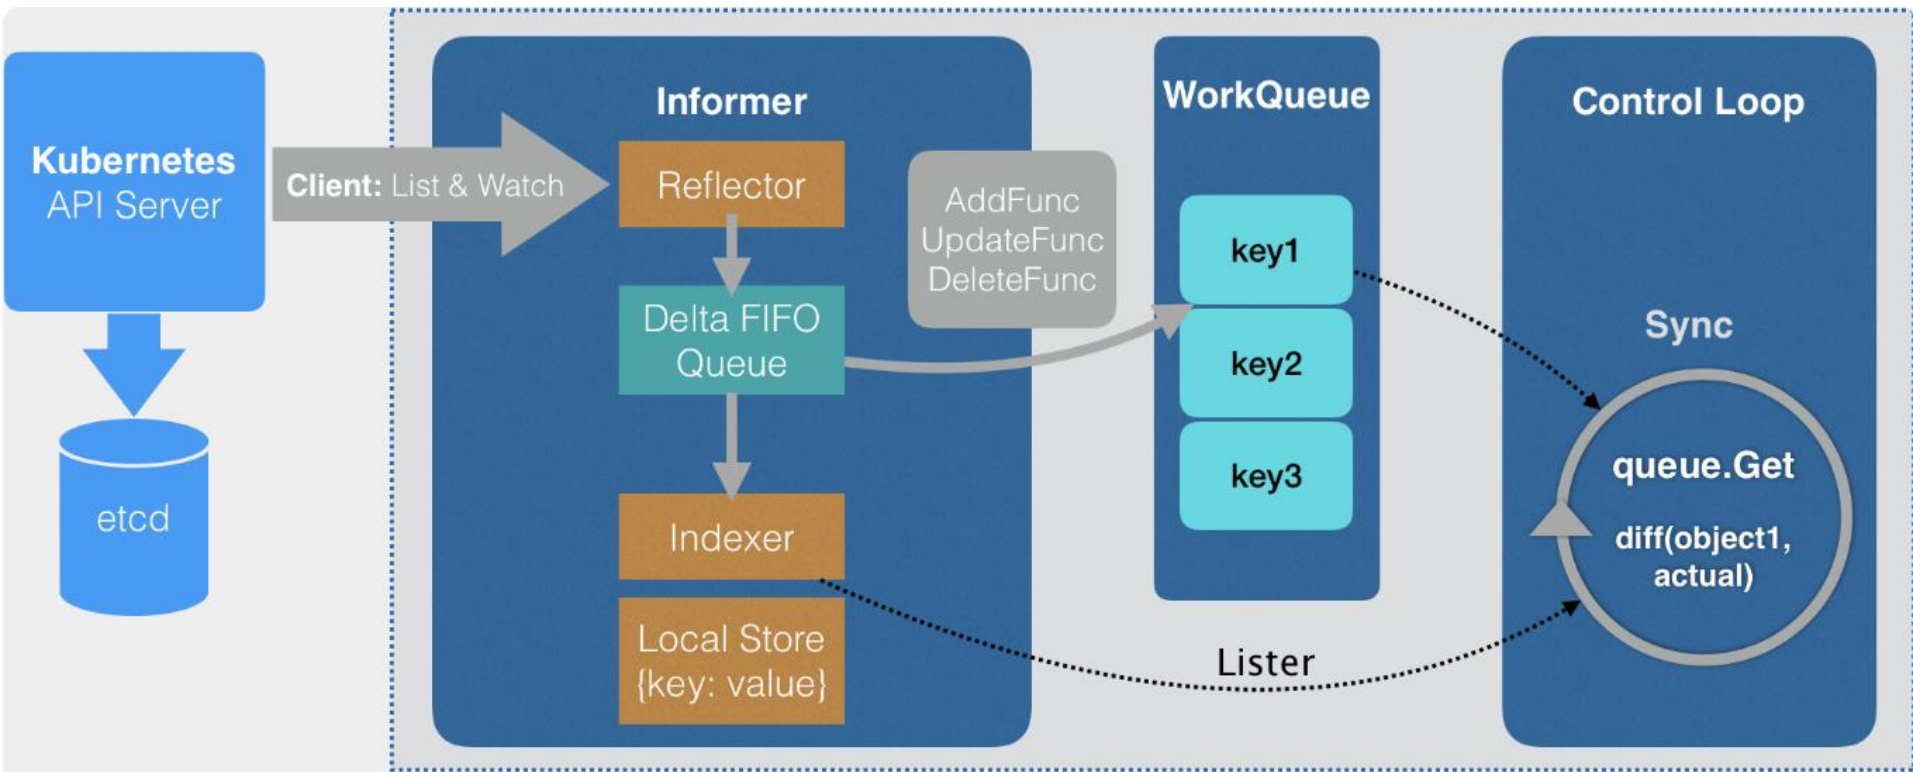 Kubernetes
API Server
etcd
Client: List & Watch
Informer
Reflector
Delta FIFO
Queue
Indexer
Local Store
{key: value}
AddFunc
UpdateFunc
DeleteFunc
WorkQueue
key1
key2
key3
Lister
Control Loop
Sync
queue.Get
diff(object1,
actual)